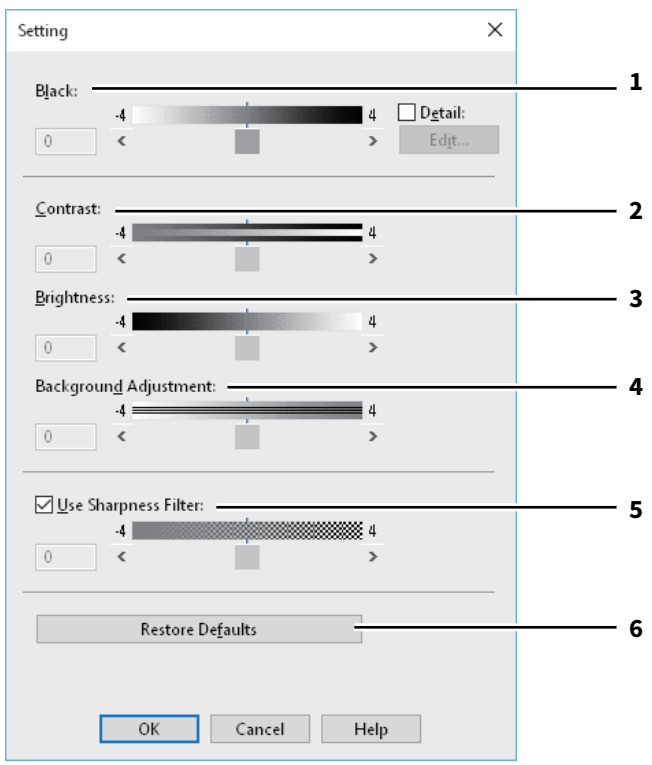 Setting
1
Black:
-4 4 Detail:
0 Edit...
Contrast: 2
-4 4
0
Brightness: 3
-4 4
0
Background Adjustment: 4
-4 4
0
Use Sharpness Filter: 5
-4 4
0
Restore Defaults 6
OK Cancel Help